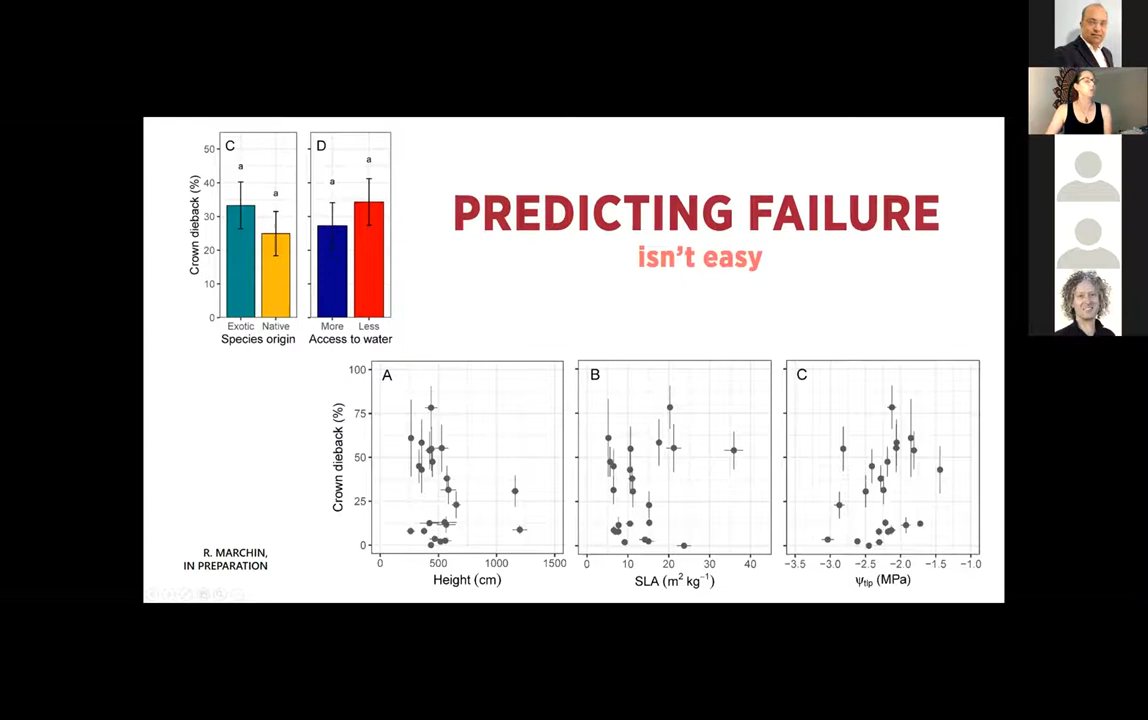 C
D
50
40
30
20
10
0
Crown dieback (%)
a
a
a
a
Exotic Native
Species origin
More Less
Access to water
PREDICTING FAILURE
isn't easy
A
B
C
100
75
50
25
0
Crown dieback (%)
0 500 1000 1500
Height (cm)
0 10 20 30 40
SLA (m² kg⁻¹)
−3.5 −3.0 −2.5 −2.0 −1.5 −1.0
Ψtlp (MPa)
R. MARCHIN,
IN PREPARATION